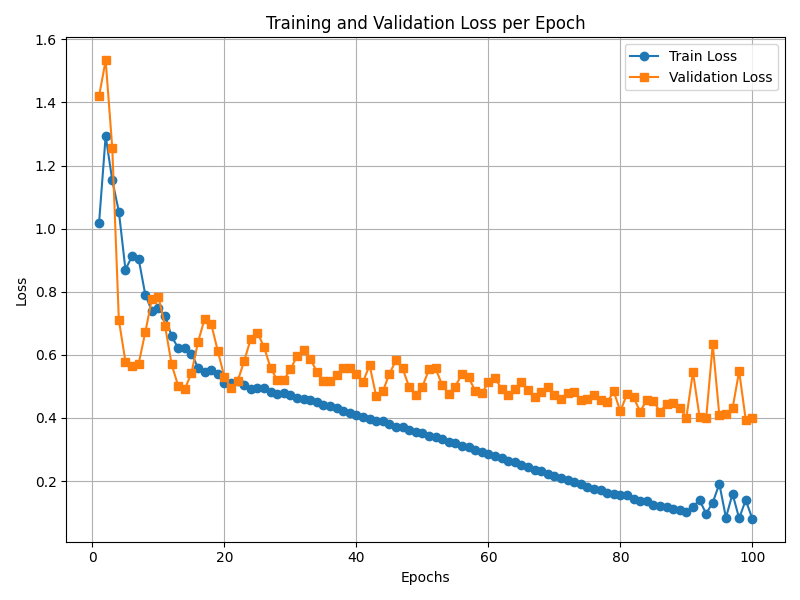 Training and Validation Loss per Epoch
Train Loss
Validation Loss
1.6
1.4
1.2
1.0
0.8
0.6
0.4
0.2
Loss
0 20 40 60 80 100
Epochs